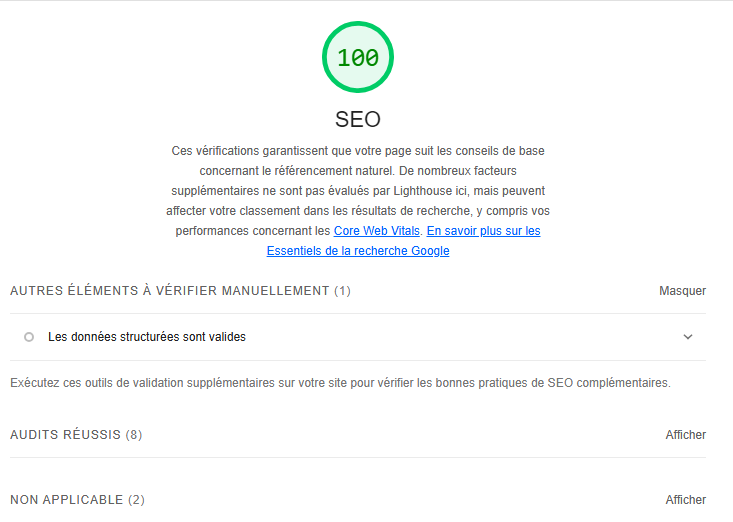 100
SEO
Ces vérifications garantissent que votre page suit les conseils de base
concernant le référencement naturel. De nombreux facteurs
supplémentaires ne sont pas évalués par Lighthouse ici, mais peuvent
affecter votre classement dans les résultats de recherche, y compris vos
performances concernant les Core Web Vitals. En savoir plus sur les
Essentiels de la recherche Google
AUTRES ÉLÉMENTS À VÉRIFIER MANUELLEMENT (1) Masquer
Les données structurées sont valides
Exécutez ces outils de validation supplémentaires sur votre site pour vérifier les bonnes pratiques de SEO complémentaires.
AUDITS RÉUSSIS (8) Afficher
NON APPLICABLE (2) Afficher